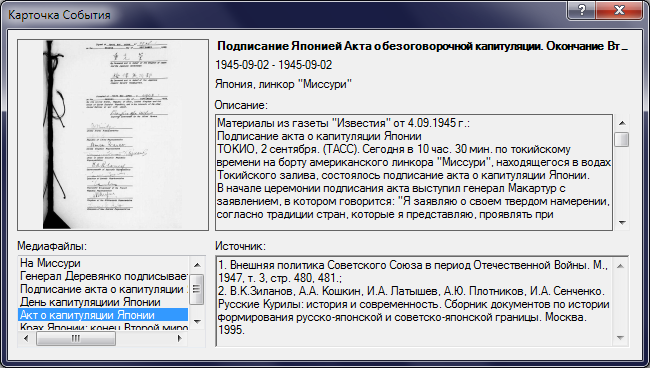 Карточка События
Подписание Японией Акта о безоговорочной капитуляции. Окончание Вт...
1945-09-02 - 1945-09-02
Япония, линкор "Миссури"
Описание:
Материалы из газеты "Известия" от 4.09.1945 г.:
Подписание акта о капитуляции Японии
ТОКИО, 2 сентября. (ТАСС). Сегодня в 10 час. 30 мин. по токийскому
времени на борту американского линкора "Миссури", находящегося в водах
Токийского залива, состоялось подписание акта о капитуляции Японии.
В начале церемонии подписания акта выступил генерал Макартур с
заявлением, в котором говорится: "Я заявляю о своем твердом намерении,
согласно традиции стран, которые я представляю, проявлять при
Медиафайлы:
На Миссури
Генерал Деревянко подписывает
Подписание акта о капитуляции
День капитуляциии Японии
Акт о капитуляции Японии
Крах Японии: конец Второй миро
Источник:
1. Внешняя политика Советского Союза в период Отечественной Войны. М.,
1947, т. 3, стр. 480, 481.;
2. В.К.Зиланов, А.А. Кошкин, И.А. Латышев, А.Ю. Плотников, И.А. Сенченко.
Русские Курилы: история и современность. Сборник документов по истории
формирования русско-японской и советско-японской границы. Москва.
1995.